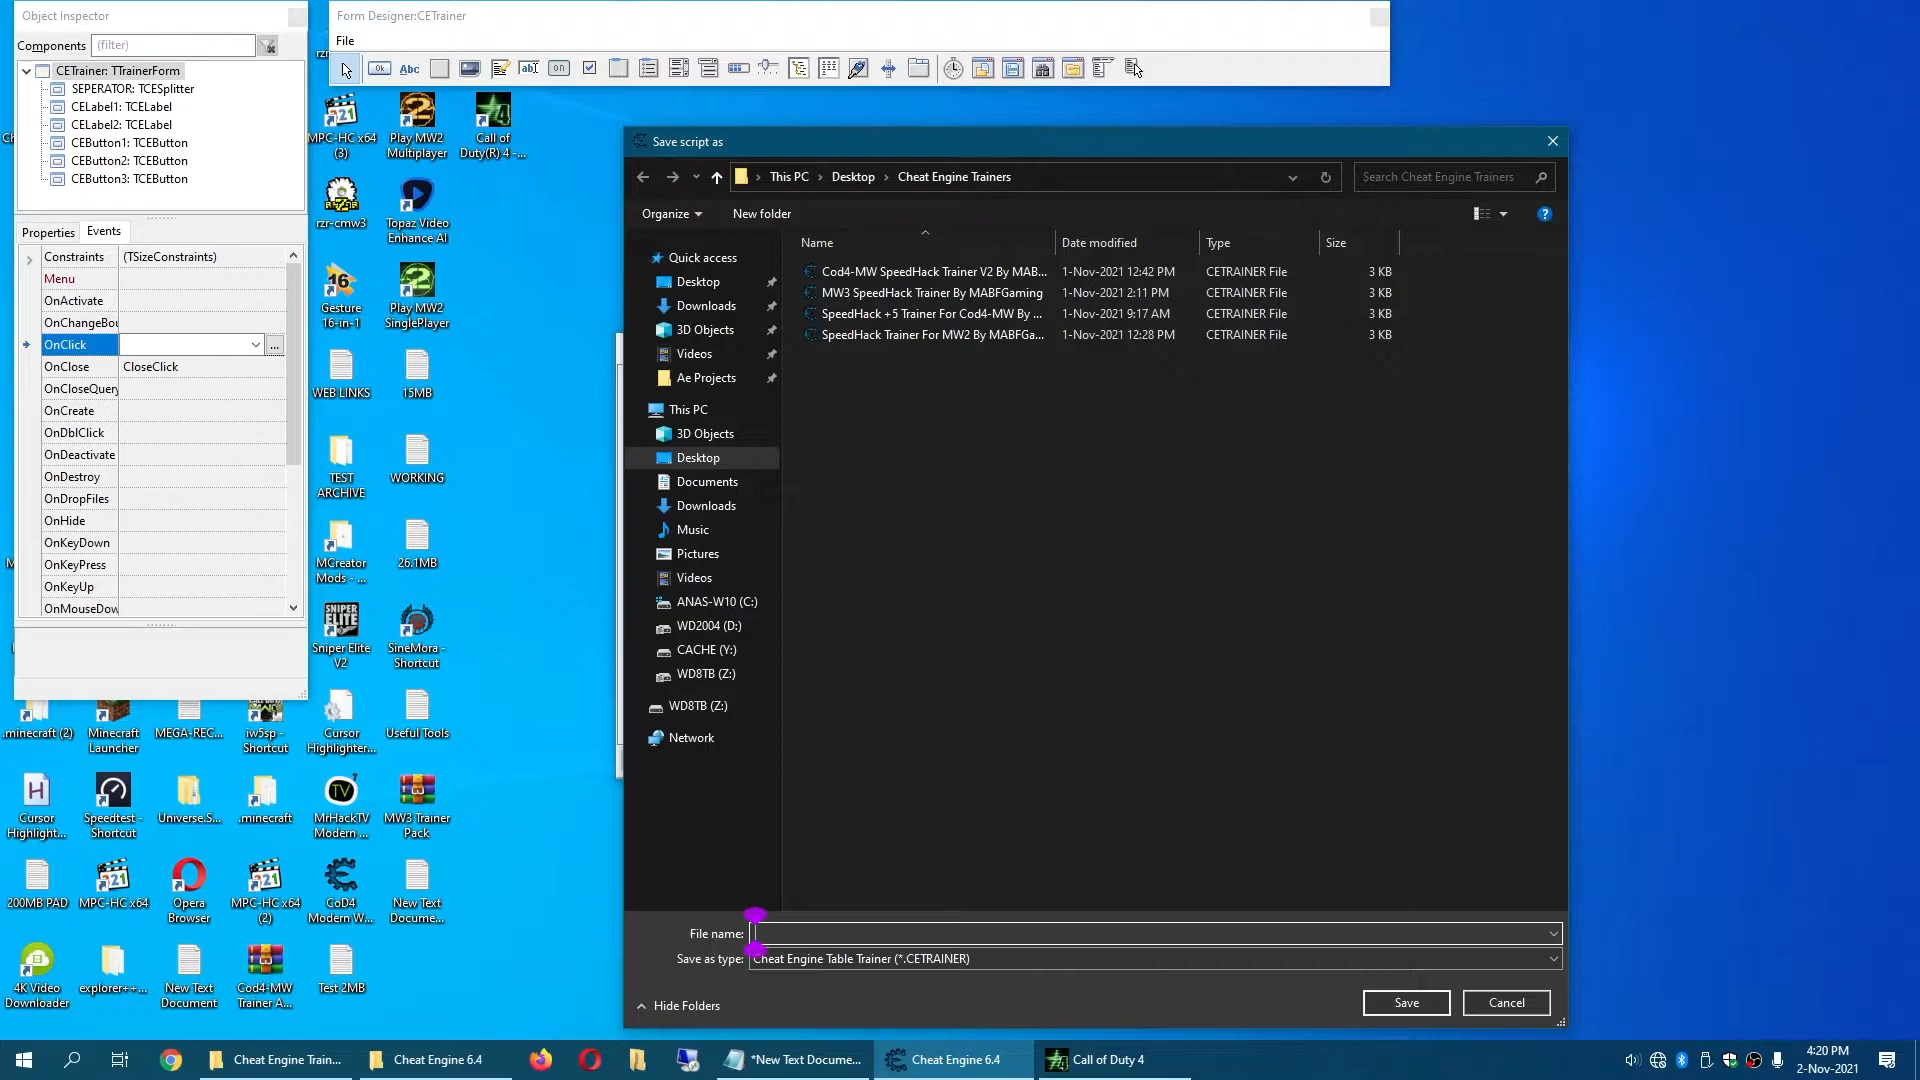 Object Inspector
Components (filter)
CETrainer: TTrainerForm
SEPERATOR: TCESplitter
CELabel1: TCELabel
CELabel2: TCELabel
CEButton1: TCEButton
CEButton2: TCEButton
CEButton3: TCEButton
Properties Events
Constraints (TSizeConstraints)
Menu
OnActivate
OnChangeBou
OnClick ...
OnClose CloseClick
OnCloseQuery
OnCreate
OnDblClick
OnDeactivate
OnDestroy
OnDropFiles
OnHide
OnKeyDown
OnKeyPress
OnKeyUp
OnMouseDow
Form Designer:CETrainer
File
Ok Abc ab on
MPC-HC x64 (3)
Play MW2 Multiplayer
Call of Duty(R) 4 -...
rzr-cmw3
Topaz Video Enhance AI
Gesture 16-in-1
Play MW2 SinglePlayer
WEB LINKS
15MB
TEST ARCHIVE
WORKING
MCreator Mods - ...
26.1MB
Sniper Elite V2
SineMora - Shortcut
.minecraft (2)
Minecraft Launcher
MEGA-REC...
iw5sp - Shortcut
Cursor Highlighter...
Useful Tools
Cursor Highlight...
Speedtest - Shortcut
Universe.S...
.minecraft
MrHackTV Modern ...
MW3 Trainer Pack
200MB PAD
MPC-HC x64
Opera Browser
MPC-HC x64 (2)
CoD4 Modern W...
New Text Docume...
4K Video Downloader
explorer++...
New Text Document
Cod4-MW Trainer A...
Test 2MB
Save script as
This PC Desktop Cheat Engine Trainers
Search Cheat Engine Trainers
Organize New folder
Name Date modified Type Size
Cod4-MW SpeedHack Trainer V2 By MAB... 1-Nov-2021 12:42 PM CETRAINER File 3 KB
MW3 SpeedHack Trainer By MABFGaming 1-Nov-2021 2:11 PM CETRAINER File 3 KB
SpeedHack +5 Trainer For Cod4-MW By ... 1-Nov-2021 9:17 AM CETRAINER File 3 KB
SpeedHack Trainer For MW2 By MABFGa... 1-Nov-2021 12:28 PM CETRAINER File 3 KB
Quick access
Desktop
Downloads
3D Objects
Videos
Ae Projects
This PC
3D Objects
Desktop
Documents
Downloads
Music
Pictures
Videos
ANAS-W10 (C:)
WD2004 (D:)
CACHE (Y:)
WD8TB (Z:)
WD8TB (Z:)
Network
File name:
Save as type: Cheat Engine Table Trainer (*.CETRAINER)
Hide Folders
Save Cancel
Cheat Engine Train...
Cheat Engine 6.4
*New Text Docume...
Cheat Engine 6.4
Call of Duty 4
4:20 PM
2-Nov-2021